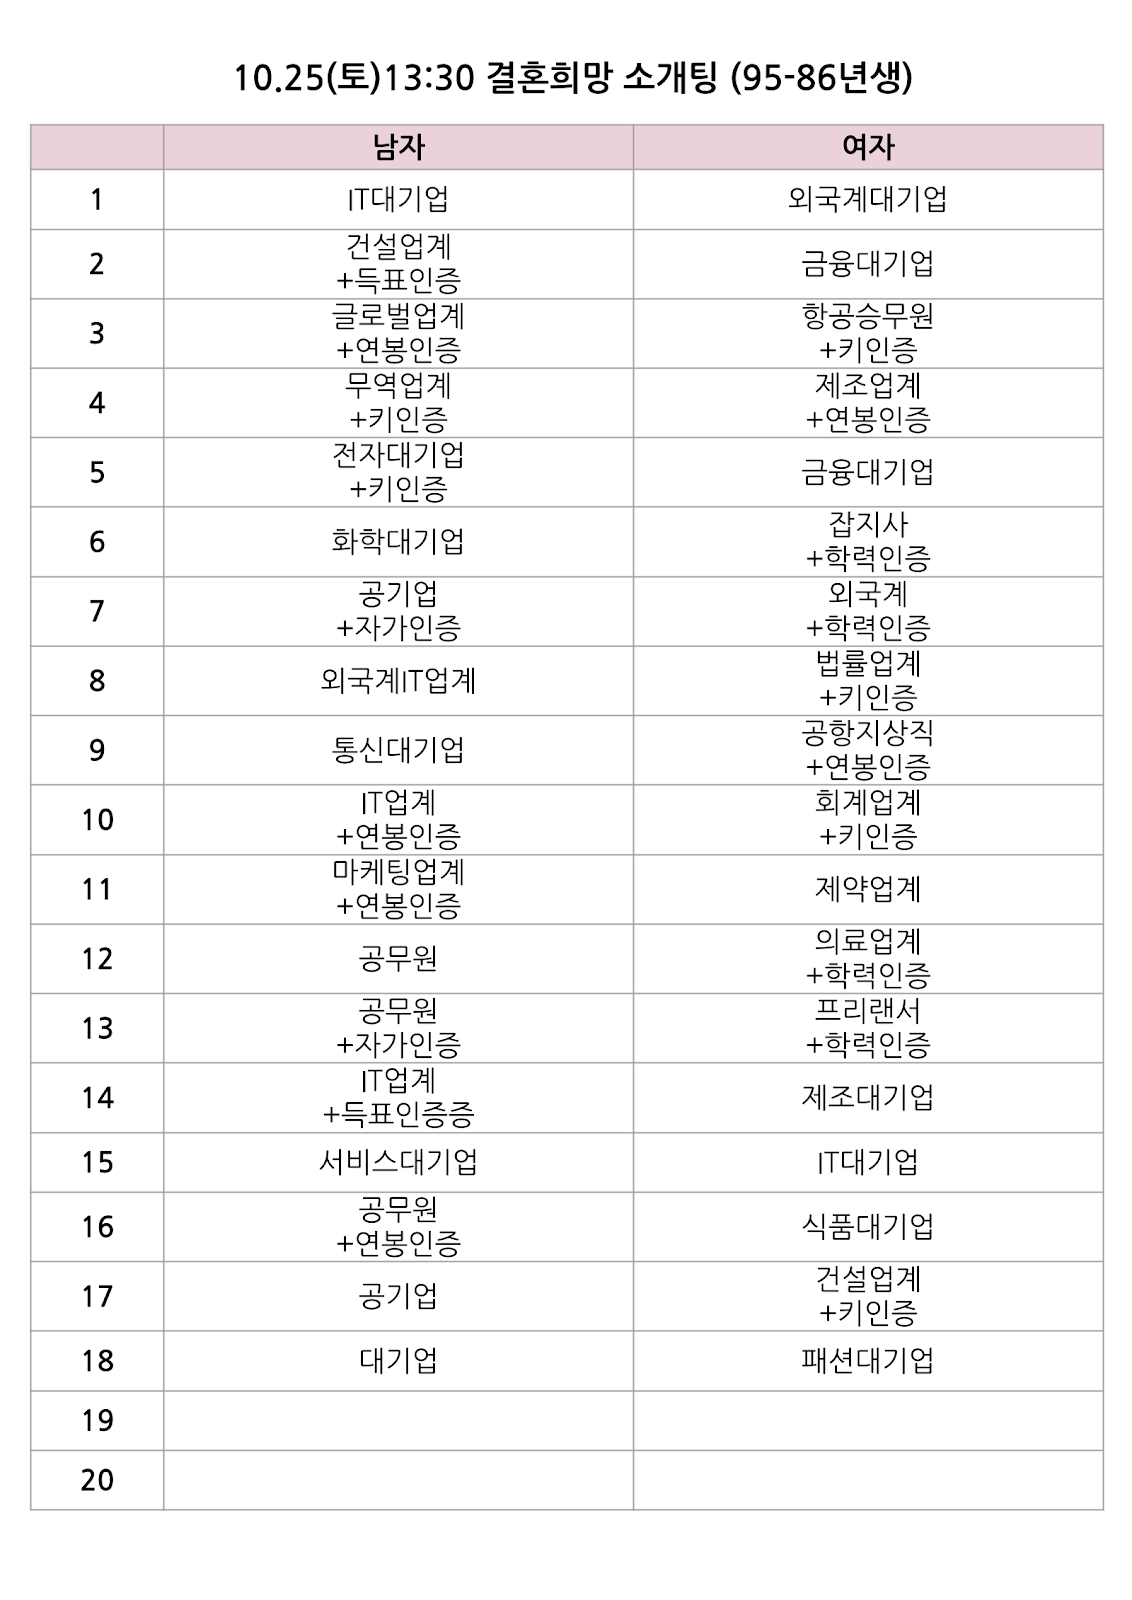 10.25(토)13:30 결혼희망 소개팅 (95-86년생)
남자 여자
1 IT대기업 외국계대기업
2 건설업계 금융대기업
+득표인증
3 글로벌업계 항공승무원
+연봉인증 +키인증
4 무역업계 제조업계
+키인증 +연봉인증
5 전자대기업 금융대기업
+키인증
6 화학대기업 잡지사
+학력인증
7 공기업 외국계
+자가인증 +학력인증
8 외국계IT업계 법률업계
+키인증
9 통신대기업 공항지상직
+연봉인증
10 IT업계 회계업계
+연봉인증 +키인증
11 마케팅업계 제약업계
+연봉인증
12 공무원 의료업계
+학력인증
13 공무원 프리랜서
+자가인증 +학력인증
14 IT업계 제조대기업
+득표인증증
15 서비스대기업 IT대기업
16 공무원 식품대기업
+연봉인증
17 공기업 건설업계
+키인증
18 대기업 패션대기업
19
20